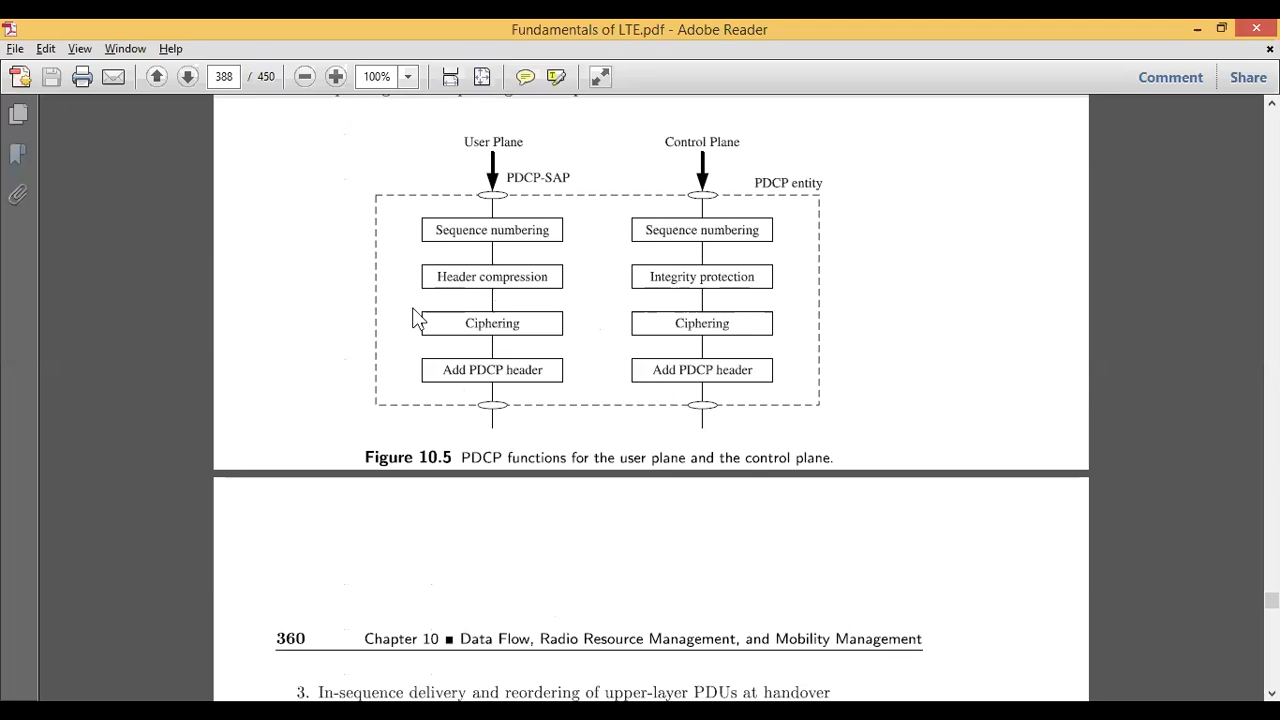 Fundamentals of LTE.pdf - Adobe Reader
File Edit View Window Help
388 / 450 100% Comment Share
User Plane Control Plane
PDCP-SAP PDCP entity
Sequence numbering Sequence numbering
Header compression Integrity protection
Ciphering Ciphering
Add PDCP header Add PDCP header
Figure 10.5 PDCP functions for the user plane and the control plane.
360 Chapter 10 ■ Data Flow, Radio Resource Management, and Mobility Management
3. In-sequence delivery and reordering of upper-layer PDUs at handover